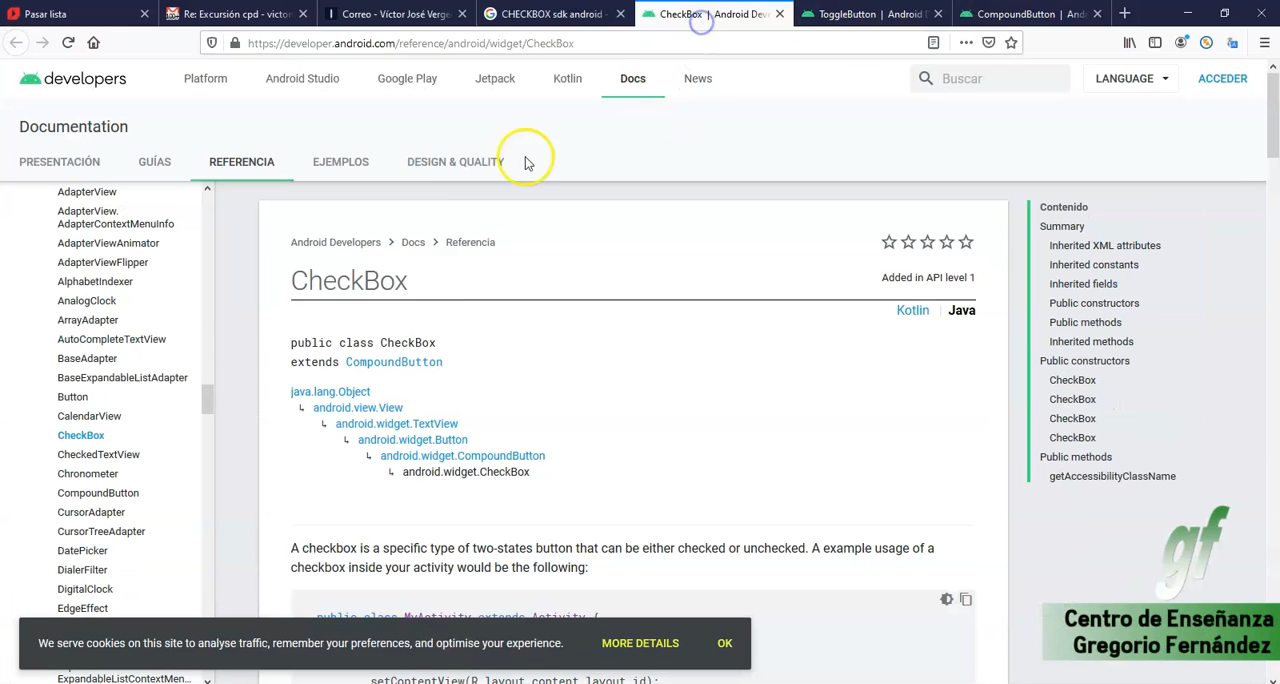 Pasar lista
Re: Excursión cpd - victor
Correo - Víctor José Verge
CHECKBOX sdk android -
CheckBox | Android Deve
ToggleButton | Android D
CompoundButton | And
https://developer.android.com/reference/android/widget/CheckBox
developers
Platform
Android Studio
Google Play
Jetpack
Kotlin
Docs
News
Buscar
LANGUAGE
ACCEDER
Documentation
PRESENTACIÓN
GUÍAS
REFERENCIA
EJEMPLOS
DESIGN & QUALITY
AdapterView
AdapterView.
AdapterContextMenuInfo
AdapterViewAnimator
AdapterViewFlipper
AlphabetIndexer
AnalogClock
ArrayAdapter
AutoCompleteTextView
BaseAdapter
BaseExpandableListAdapter
Button
CalendarView
CheckBox
CheckedTextView
Chronometer
CompoundButton
CursorAdapter
CursorTreeAdapter
DatePicker
DialerFilter
DigitalClock
EdgeEffect
ExpandableListContextMen...
Android Developers > Docs > Referencia
CheckBox
Added in API level 1
Kotlin | Java
public class CheckBox
extends CompoundButton
java.lang.Object
↳ android.view.View
↳ android.widget.TextView
↳ android.widget.Button
↳ android.widget.CompoundButton
↳ android.widget.CheckBox
A checkbox is a specific type of two-states button that can be either checked or unchecked. A example usage of a
checkbox inside your activity would be the following:
public class MyActivity extends Activity {
setContentView(R.layout.content_layout_id);
We serve cookies on this site to analyse traffic, remember your preferences, and optimise your experience.
MORE DETAILS
OK
Contenido
Summary
Inherited XML attributes
Inherited constants
Inherited fields
Public constructors
Public methods
Inherited methods
Public constructors
CheckBox
CheckBox
CheckBox
CheckBox
Public methods
getAccessibilityClassName
gf
Centro de Enseñanza
Gregorio Fernández